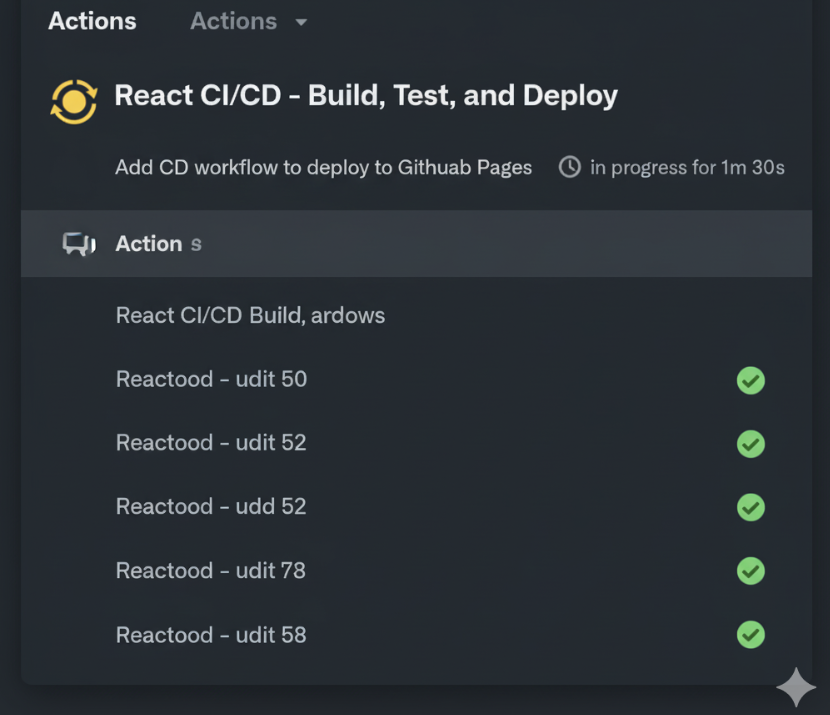 Actions Actions
React CI/CD - Build, Test, and Deploy
Add CD workflow to deploy to Githuab Pages in progress for 1m 30s
Action s
React CI/CD Build, ardows
Reactood - udit 50
Reactood - udit 52
Reactood - udd 52
Reactood - udit 78
Reactood - udit 58